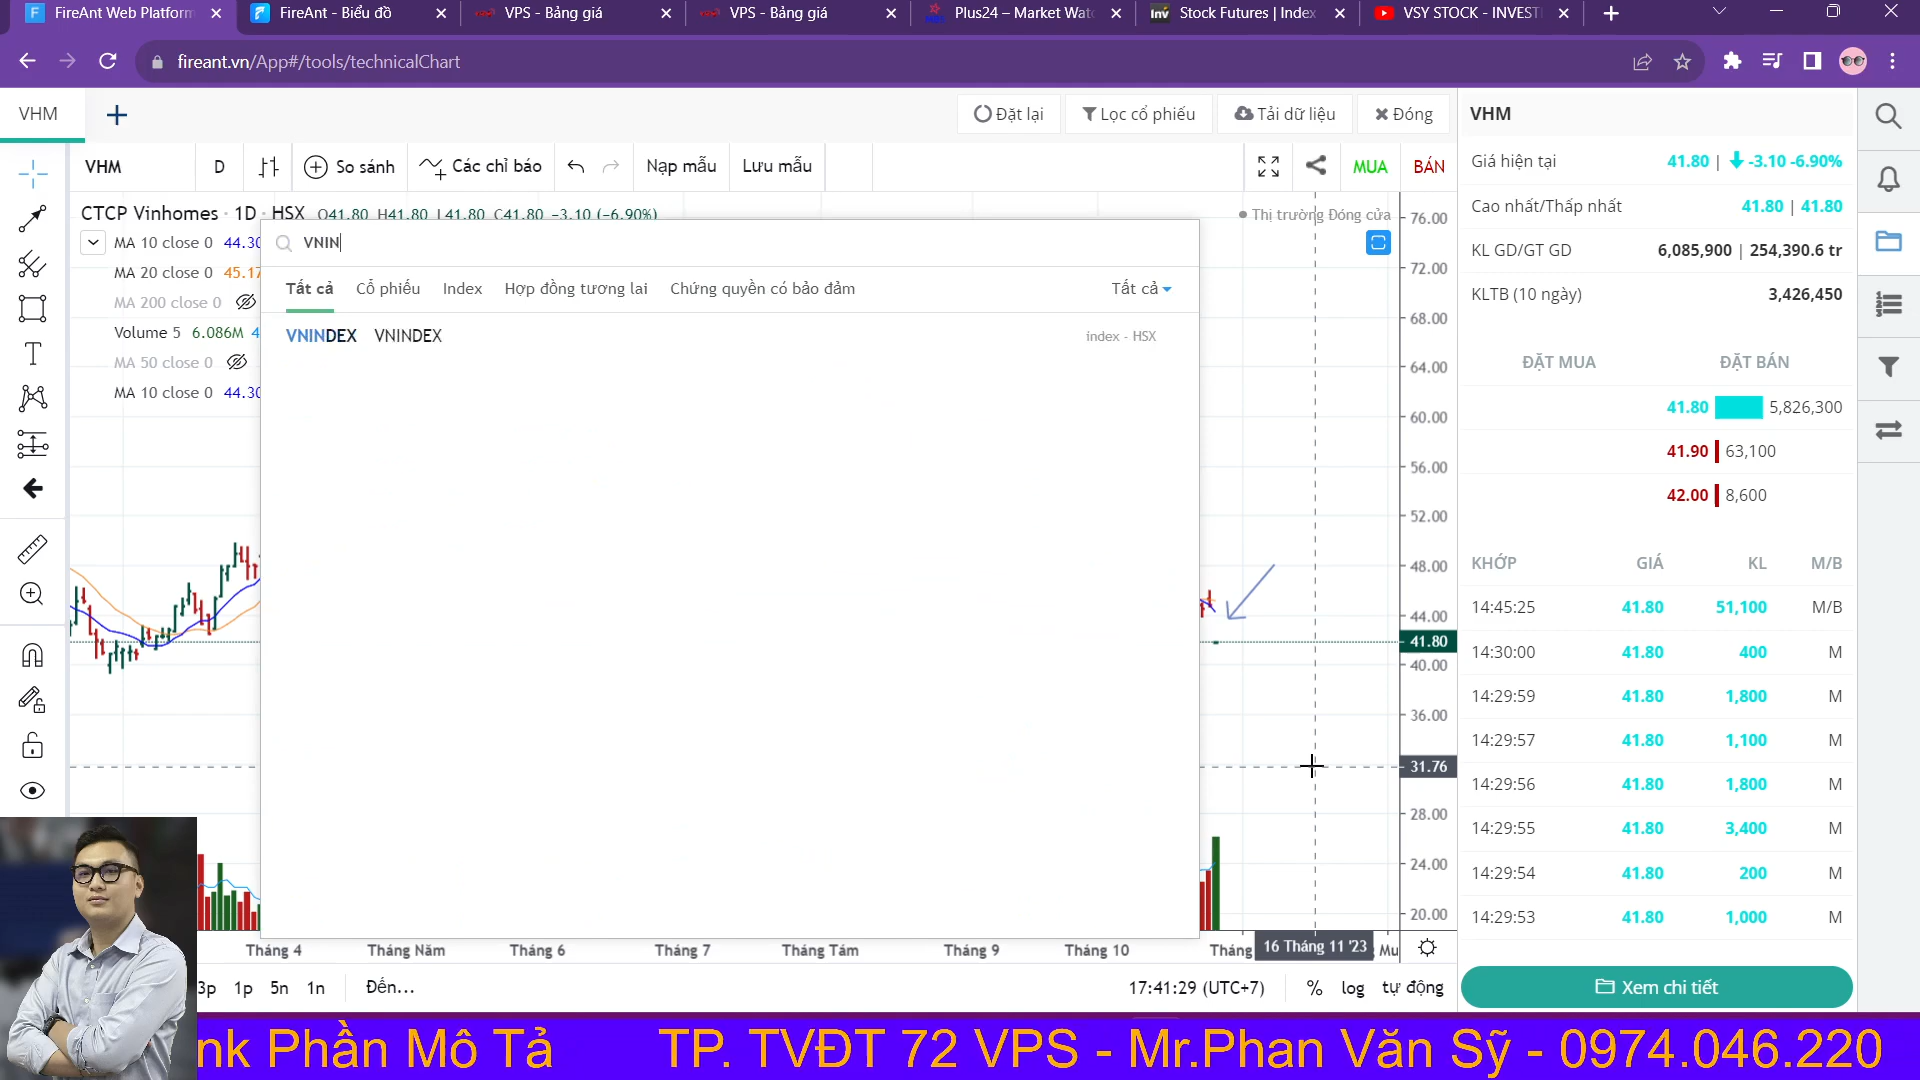 FireAnt Web Platform
FireAnt - Biểu đồ
VPS - Bảng giá
VPS - Bảng giá
Plus24 – Market Wat
Stock Futures | Index
VSY STOCK - INVEST
fireant.vn/App#/tools/technicalChart
VHM
Đặt lại
Lọc cổ phiếu
Tải dữ liệu
Đóng
VHM
VHM
D
So sánh
Các chỉ báo
Nạp mẫu
Lưu mẫu
MUA
BÁN
Giá hiện tại
41.80 | -3.10 -6.90%
Cao nhất/Thấp nhất
41.80 | 41.80
KL GD/GT GD
6,085,900 | 254,390.6 tr
KLTB (10 ngày)
3,426,450
CTCP Vinhomes · 1D · HSX O41.80 H41.80 L41.80 C41.80 −3.10 (−6.90%)
Thị trường Đóng cửa
MA 10 close 0 44.30
MA 20 close 0 45.17
MA 200 close 0
Volume 5 6.086M 4
MA 50 close 0
MA 10 close 0 44.30
VNIN
Tất cả
Cổ phiếu
Index
Hợp đồng tương lai
Chứng quyền có bảo đảm
Tất cả
VNINDEX VNINDEX
index - HSX
76.00
72.00
68.00
64.00
60.00
56.00
52.00
48.00
44.00
41.80
40.00
36.00
31.76
28.00
24.00
20.00
ĐẶT MUA
ĐẶT BÁN
41.80 5,826,300
41.90 63,100
42.00 8,600
KHỚP GIÁ KL M/B
14:45:25 41.80 51,100 M/B
14:30:00 41.80 400 M
14:29:59 41.80 1,800 M
14:29:57 41.80 1,100 M
14:29:56 41.80 1,800 M
14:29:55 41.80 3,400 M
14:29:54 41.80 200 M
14:29:53 41.80 1,000 M
Xem chi tiết
Tháng 4
Tháng Năm
Tháng 6
Tháng 7
Tháng Tám
Tháng 9
Tháng 10
Tháng
16 Tháng 11 '23
Mu
3p 1p 5n 1n Đến...
17:41:29 (UTC+7)
% log tự động
nk Phần Mô Tả TP. TVĐT 72 VPS - Mr.Phan Văn Sỹ - 0974.046.220